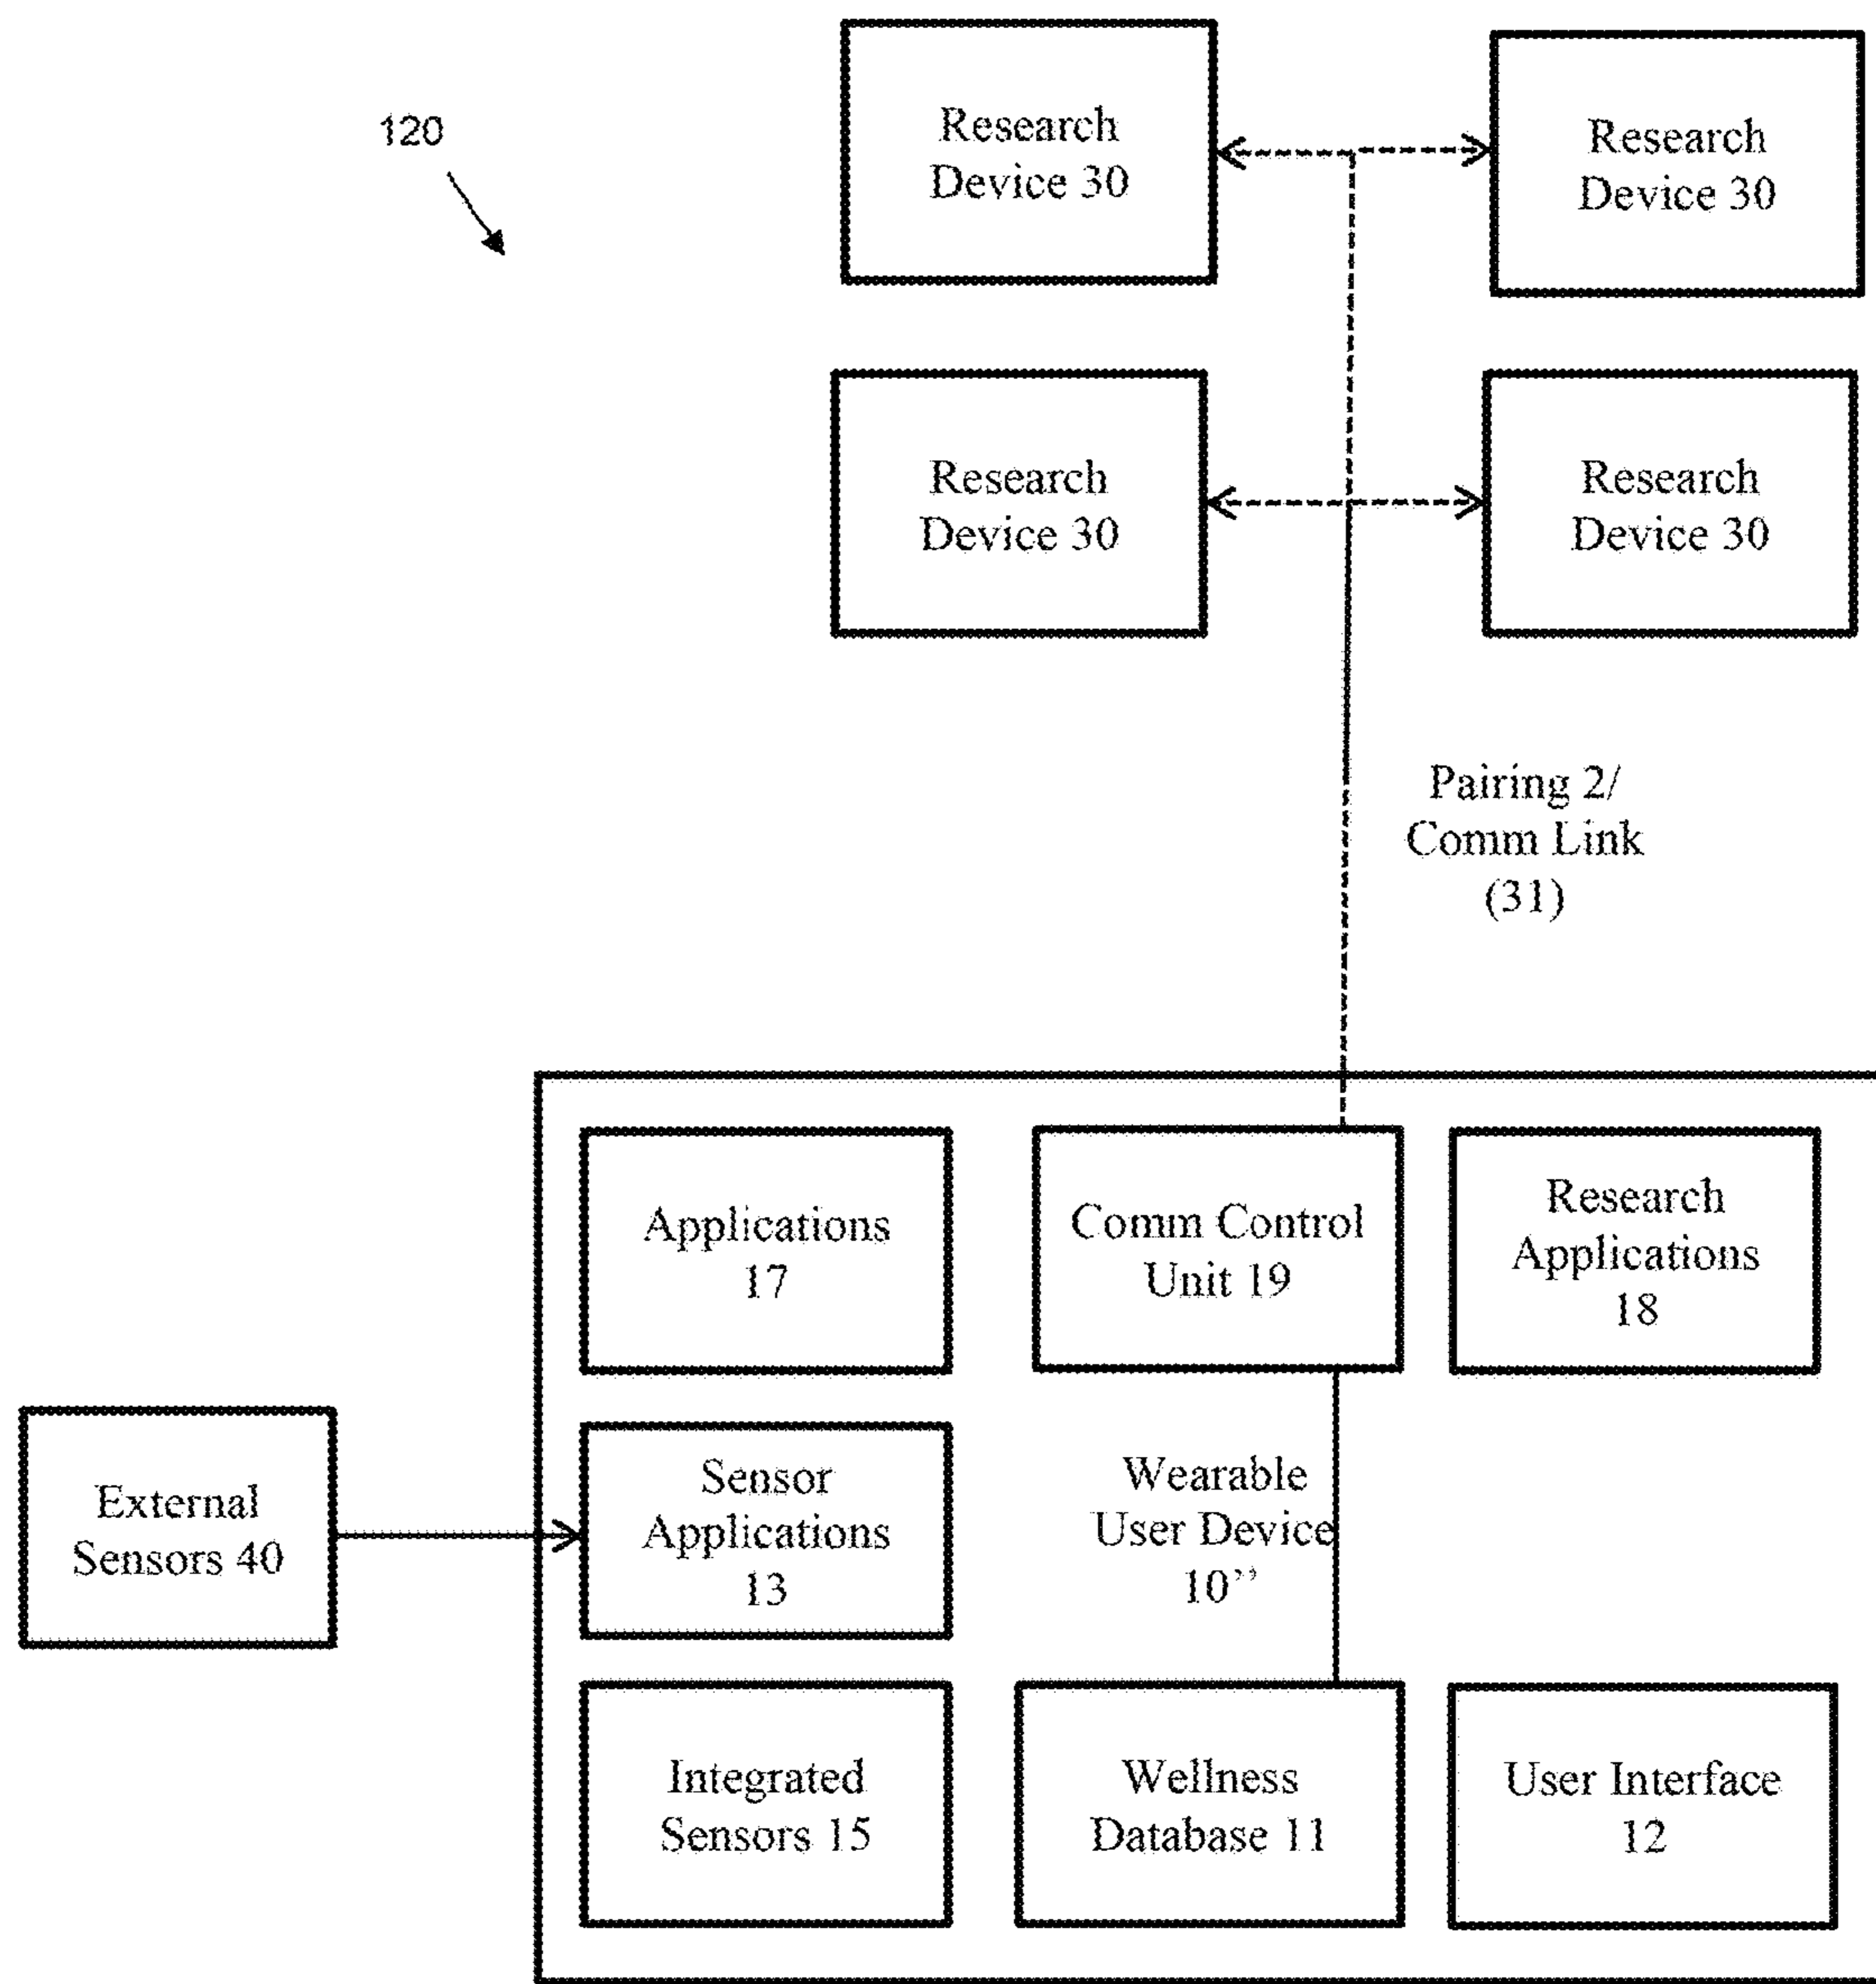 120
Research
Device 30
Research
Device 30
Research
Device 30
Research
Device 30
Pairing 2/
Comm Link
(31)
Applications
17
Comm Control
Unit 19
Research
Applications
18
External
Sensors 40
Sensor
Applications
13
Wearable
User Device
10”
Integrated
Sensors 15
Wellness
Database 11
User Interface
12